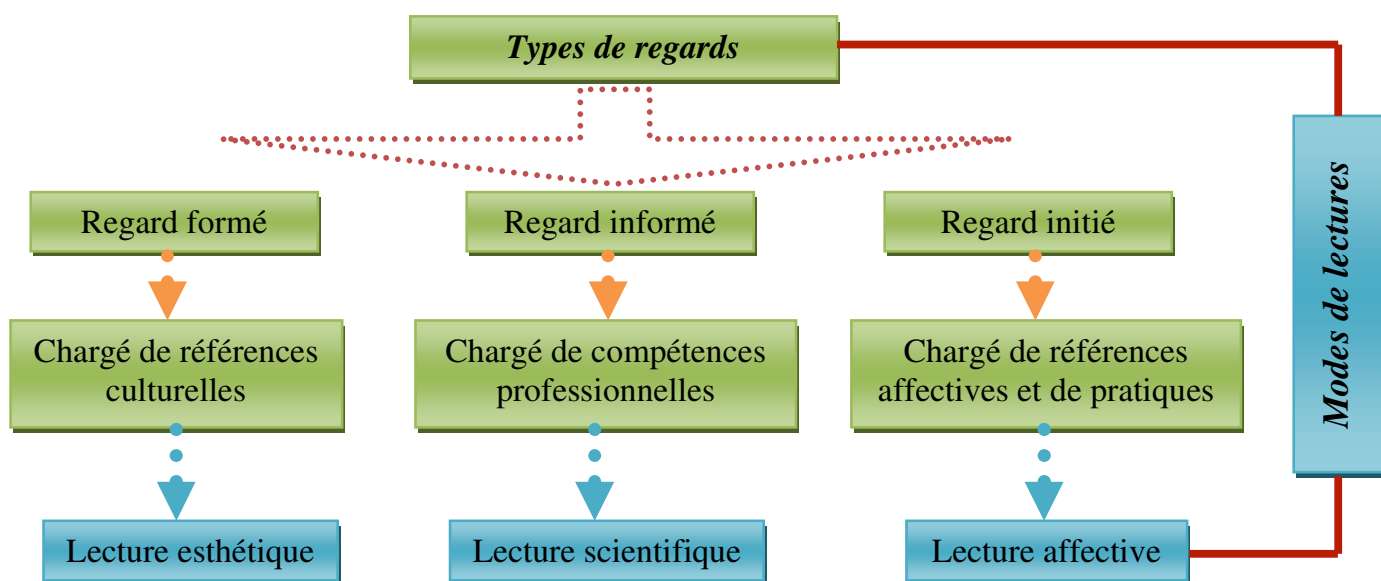 Types de regards
Regard formé
Regard informé
Regard initié
Chargé de références
culturelles
Chargé de compétences
professionnelles
Chargé de références
affectives et de pratiques
Lecture esthétique
Lecture scientifique
Lecture affective
Modes de lectures